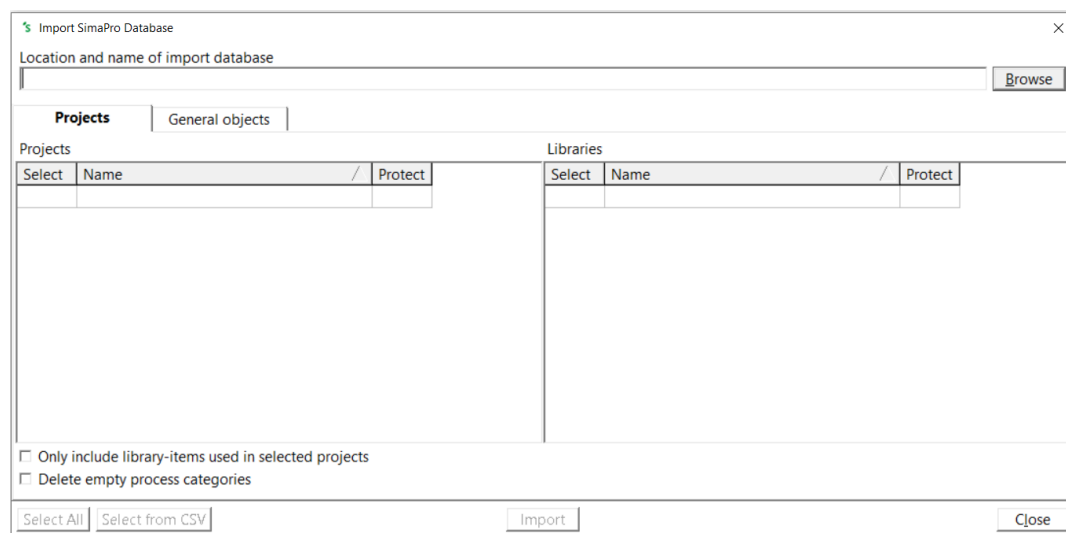 Import SimaPro Database
Location and name of import database
Browse
Projects General objects
Projects Libraries
Select Name Protect Select Name Protect
Only include library-items used in selected projects
Delete empty process categories
Select All Select from CSV Import Close